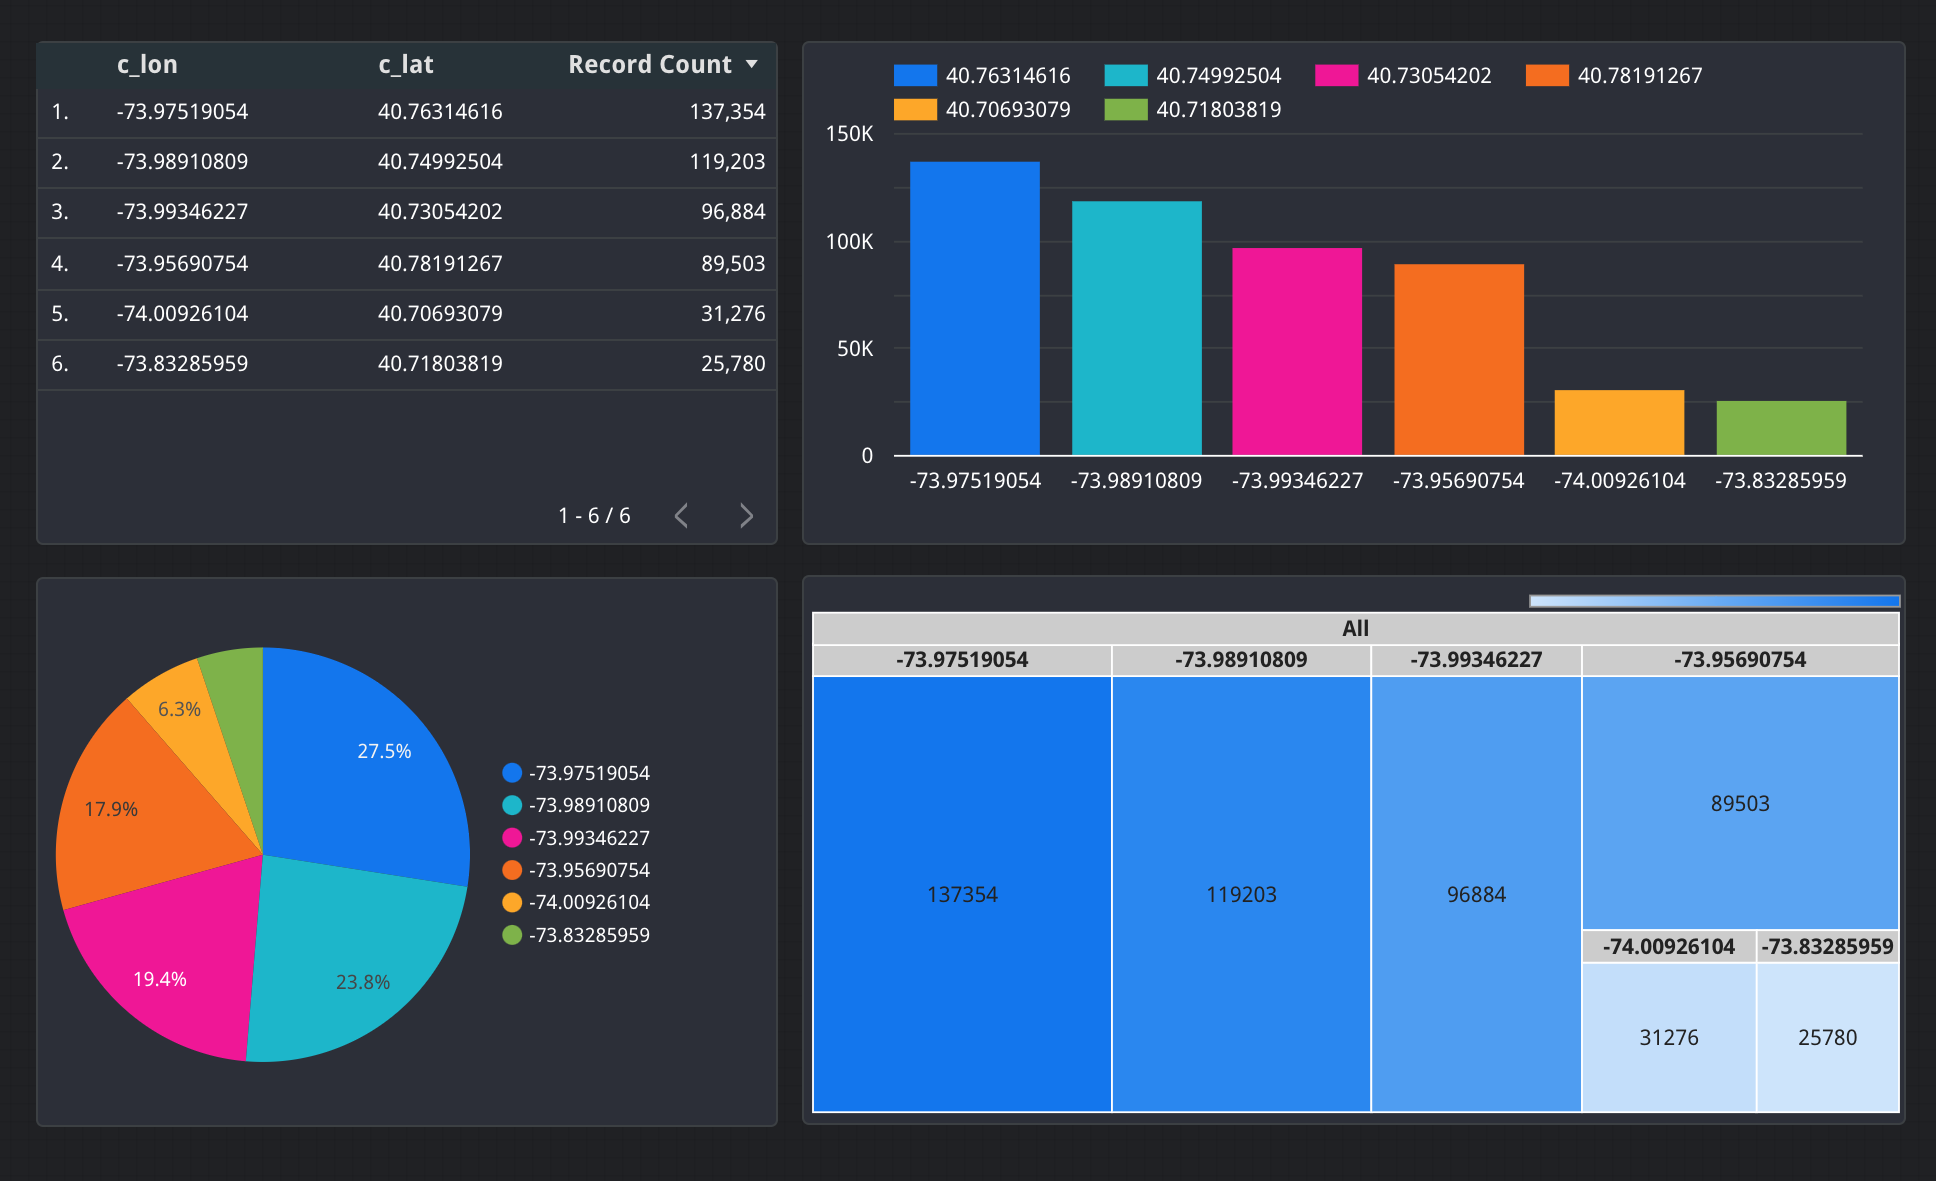 c_lon c_lat Record Count
1. -73.97519054 40.76314616 137,354
2. -73.98910809 40.74992504 119,203
3. -73.99346227 40.73054202 96,884
4. -73.95690754 40.78191267 89,503
5. -74.00926104 40.70693079 31,276
6. -73.83285959 40.71803819 25,780
1 - 6 / 6
40.76314616 40.74992504 40.73054202 40.78191267
40.70693079 40.71803819
150K
100K
50K
0
-73.97519054 -73.98910809 -73.99346227 -73.95690754 -74.00926104 -73.83285959
6.3%
27.5%
17.9%
19.4%
23.8%
-73.97519054
-73.98910809
-73.99346227
-73.95690754
-74.00926104
-73.83285959
All
-73.97519054 -73.98910809 -73.99346227 -73.95690754
89503
137354 119203 96884
-74.00926104 -73.83285959
31276 25780